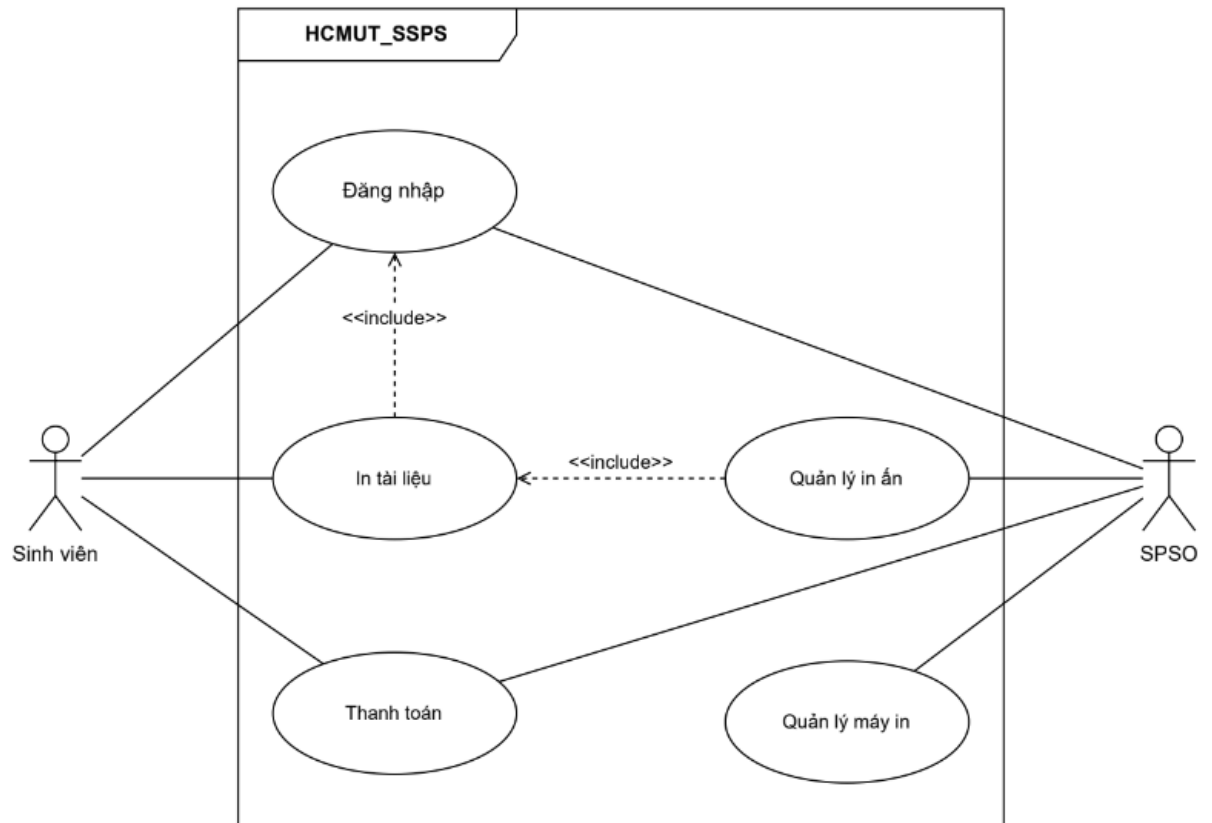 HCMUT_SSPS
Đăng nhập
<<include>>
In tài liệu
<<include>>
Quản lý in ấn
Sinh viên
SPSO
Thanh toán
Quản lý máy in